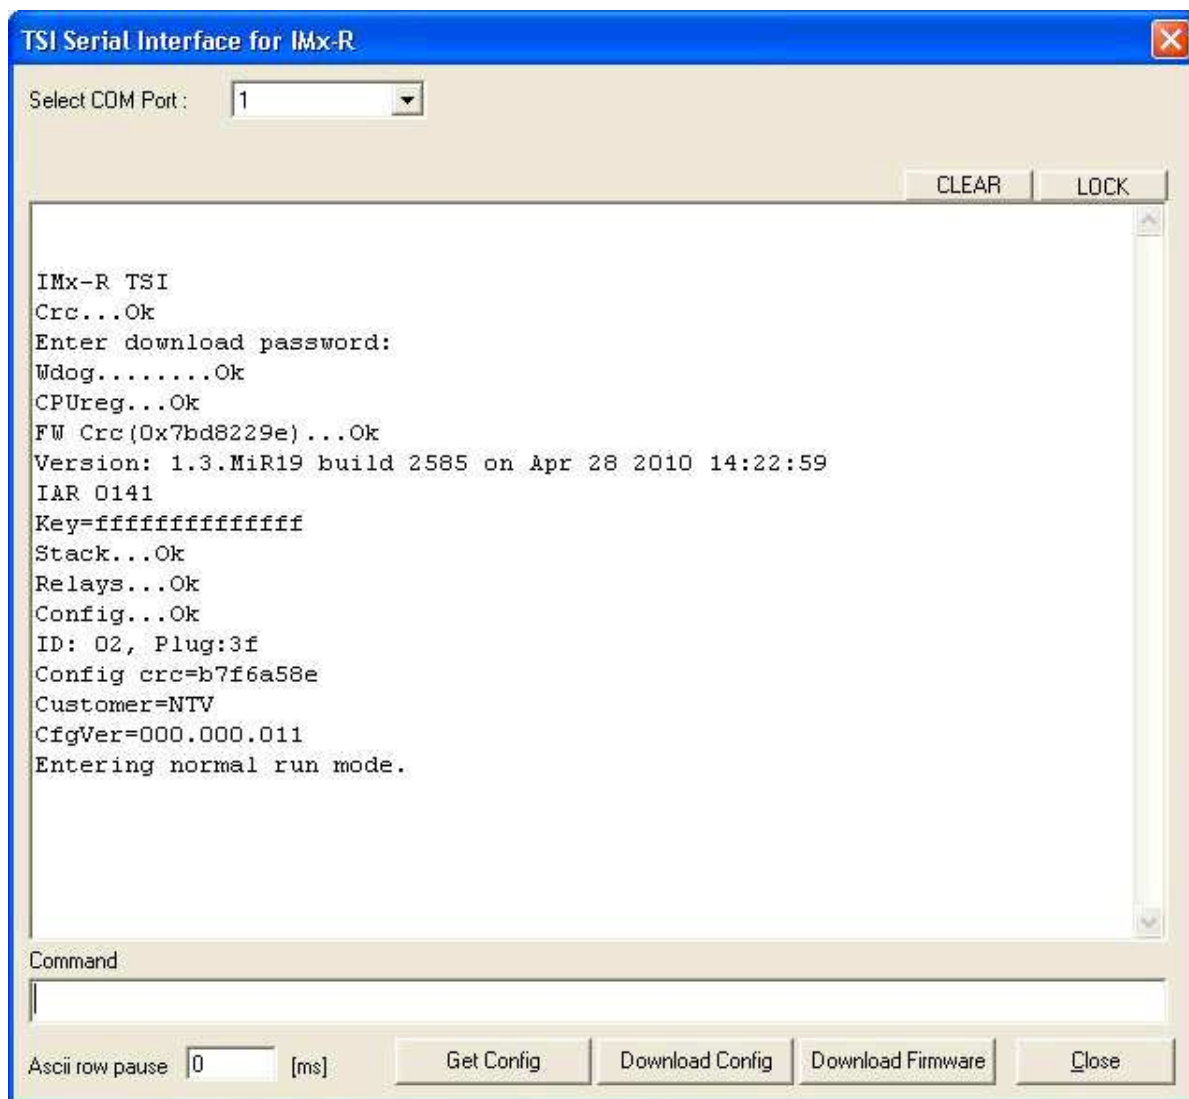 TSI Serial Interface for IMx-R
Select COM Port : 1
CLEAR LOCK
IMx-R TSI
Crc...Ok
Enter download password:
Wdog........Ok
CPUreg...Ok
FW Crc(0x7bd8229e)...Ok
Version: 1.3.MiR19 build 2585 on Apr 28 2010 14:22:59
IAR 0141
Key=ffffffffffffff
Stack...Ok
Relays...Ok
Config...Ok
ID: 02, Plug:3f
Config crc=b7f6a58e
Customer=NTV
CfgVer=000.000.011
Entering normal run mode.
Command
Ascii row pause 0 [ms] Get Config Download Config Download Firmware Close